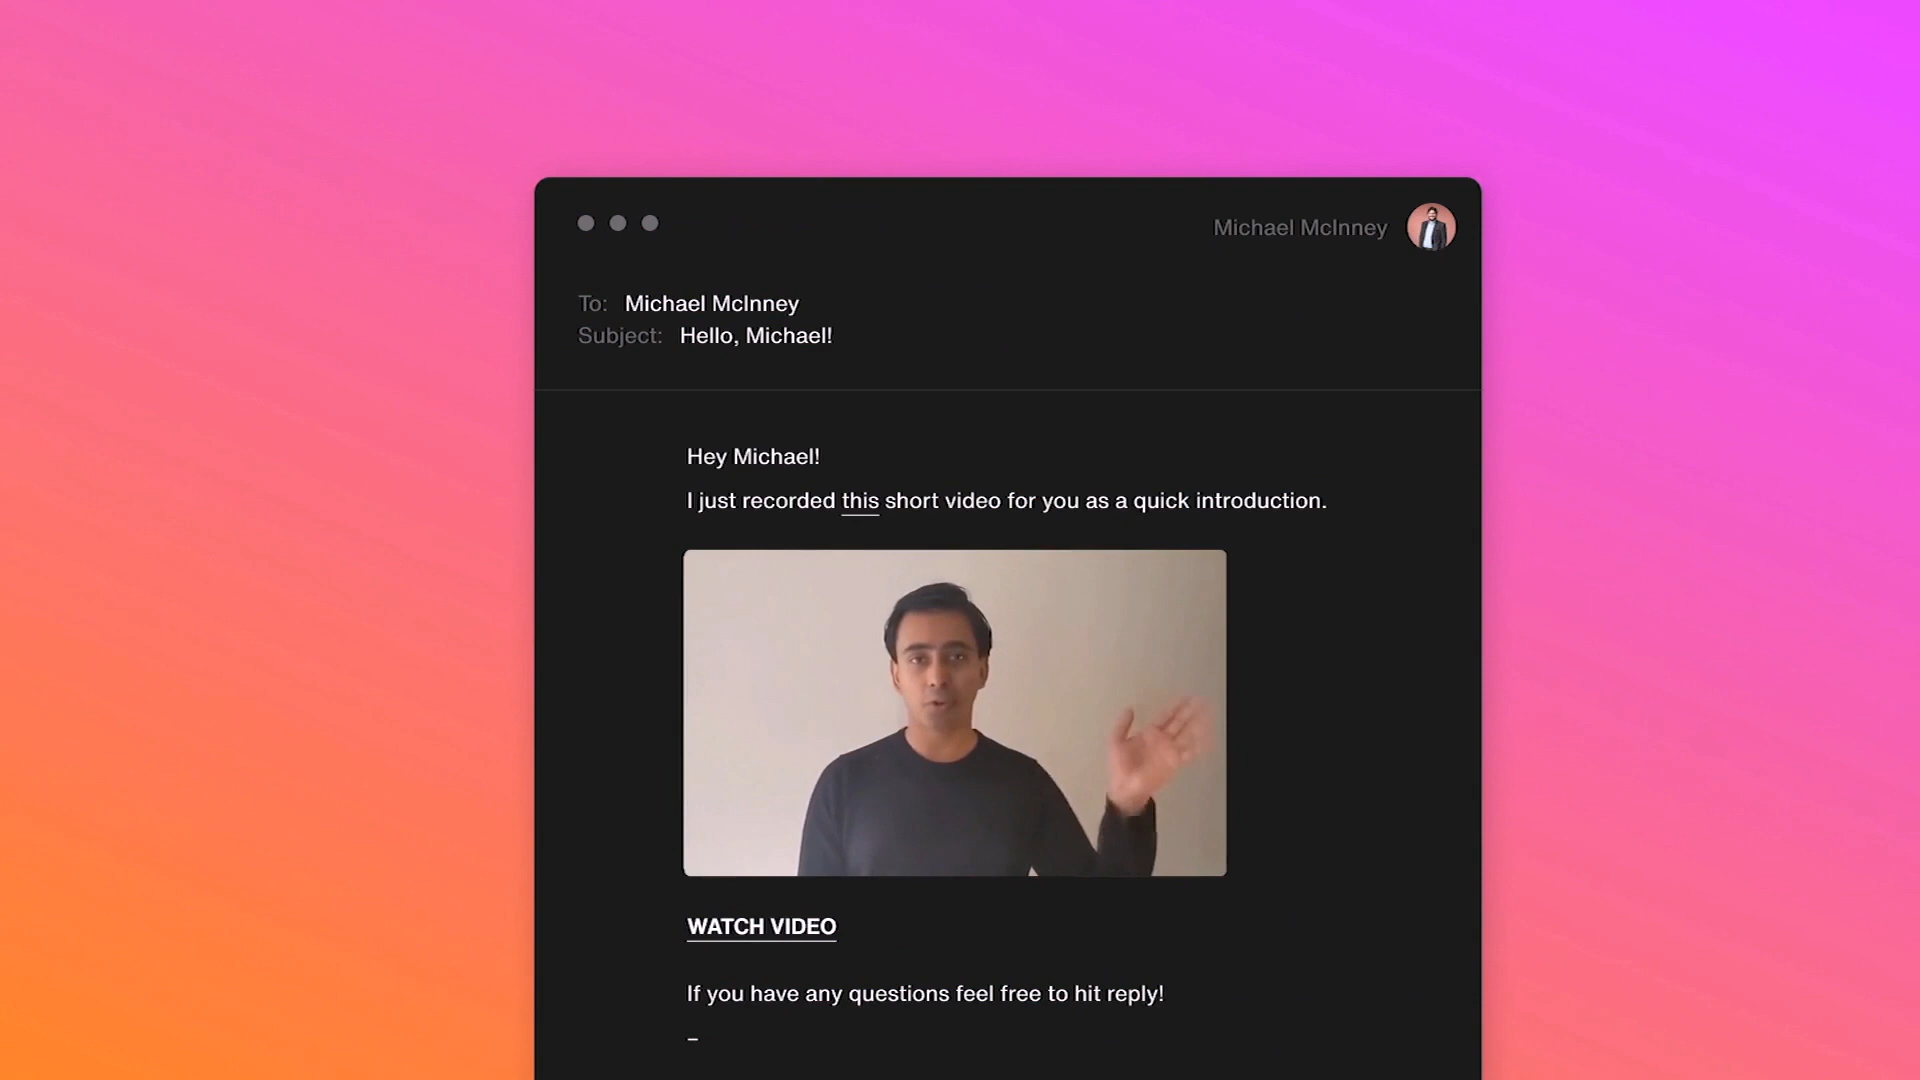 Michael McInney
To: Michael McInney
Subject: Hello, Michael!
Hey Michael!
I just recorded this short video for you as a quick introduction.
WATCH VIDEO
If you have any questions feel free to hit reply!
–